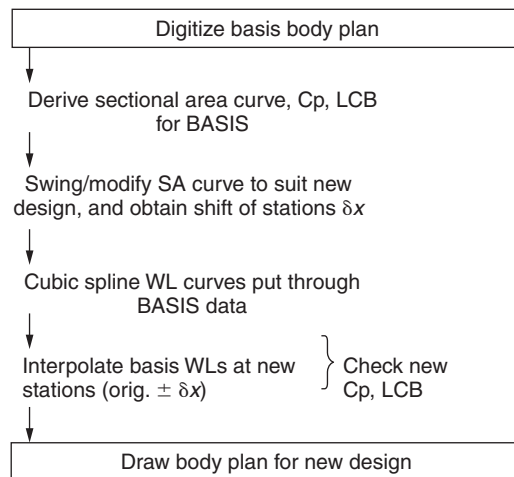 Digitize basis body plan
Derive sectional area curve, Cp, LCB
for BASIS
Swing/modify SA curve to suit new
design, and obtain shift of stations δx
Cubic spline WL curves put through
BASIS data
Interpolate basis WLs at new
stations (orig. ± δx)
Check new
Cp, LCB
Draw body plan for new design